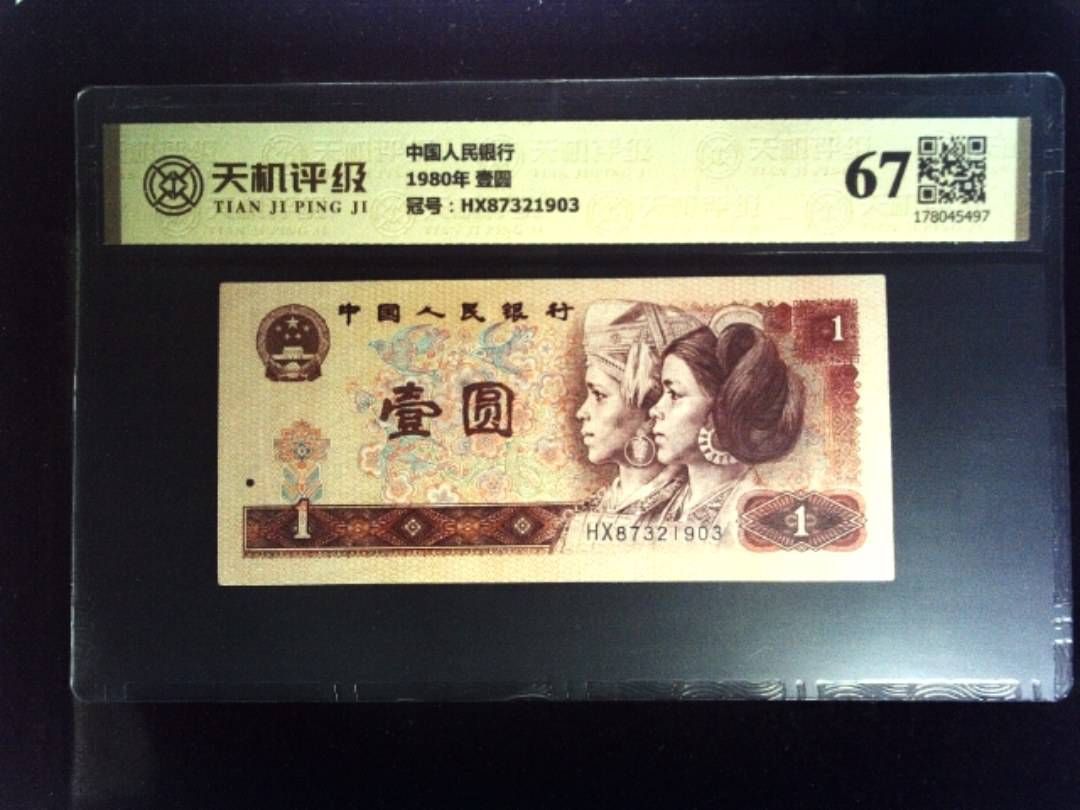 天机评级
TIAN JI PING JI
中国人民银行
1980年 壹圆
冠号：HX87321903
67
178045497
中国人民银行
1
壹圆
1
HX87321903
1